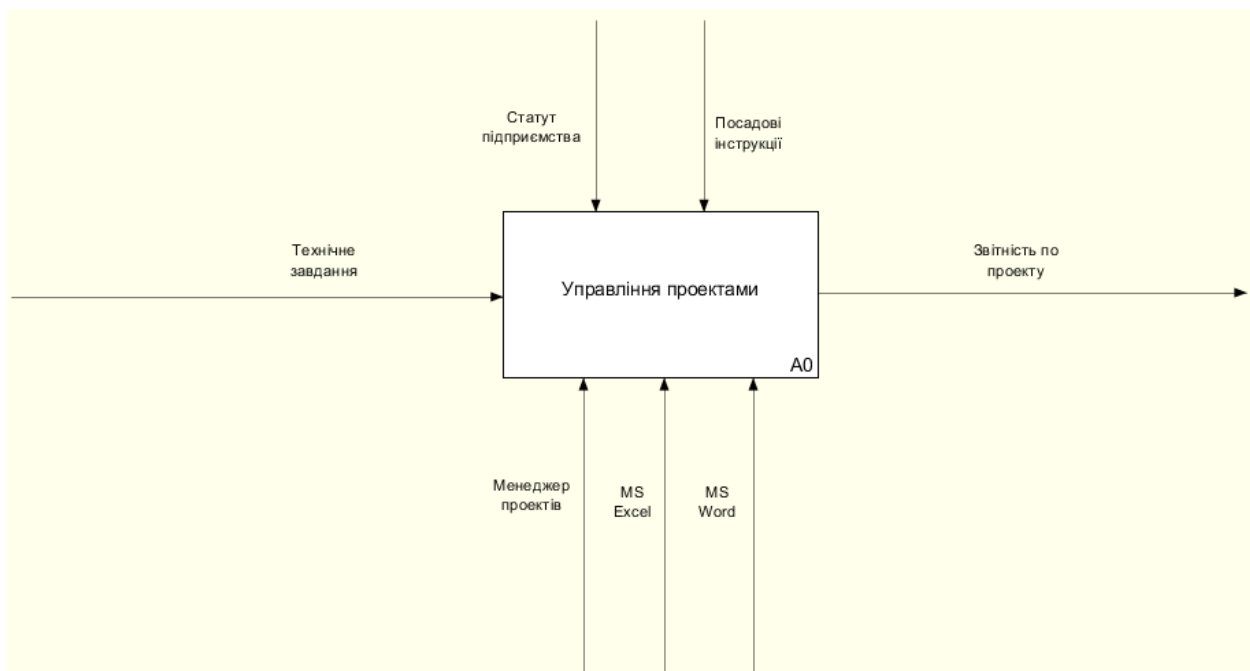 Статут
підприємства
Посадові
інструкції
Технічне
завдання
Звітність по
проекту
Управління проектами
A0
Менеджер
проектів
MS
Excel
MS
Word